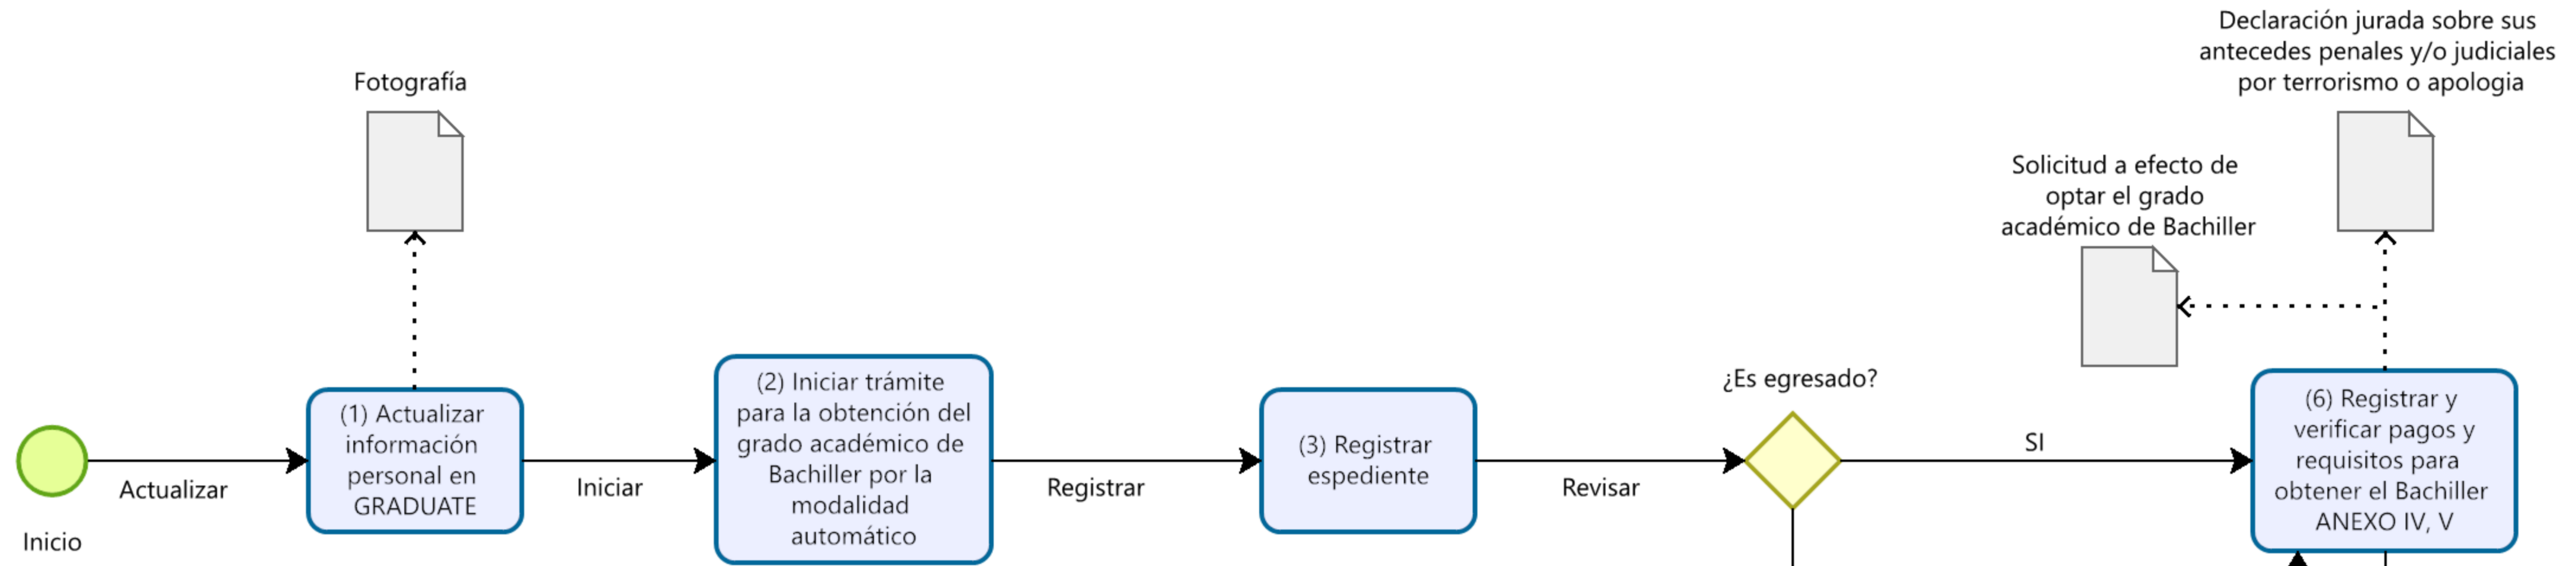 Declaración jurada sobre sus
antecedes penales y/o judiciales
por terrorismo o apologia
Fotografía
Solicitud a efecto de
optar el grado
académico de Bachiller
Inicio
Actualizar
(1) Actualizar
información
personal en
GRADUATE
Iniciar
(2) Iniciar trámite
para la obtención del
grado académico de
Bachiller por la
modalidad
automático
Registrar
(3) Registrar
espediente
Revisar
¿Es egresado?
SI
(6) Registrar y
verificar pagos y
requisitos para
obtener el Bachiller
ANEXO IV, V